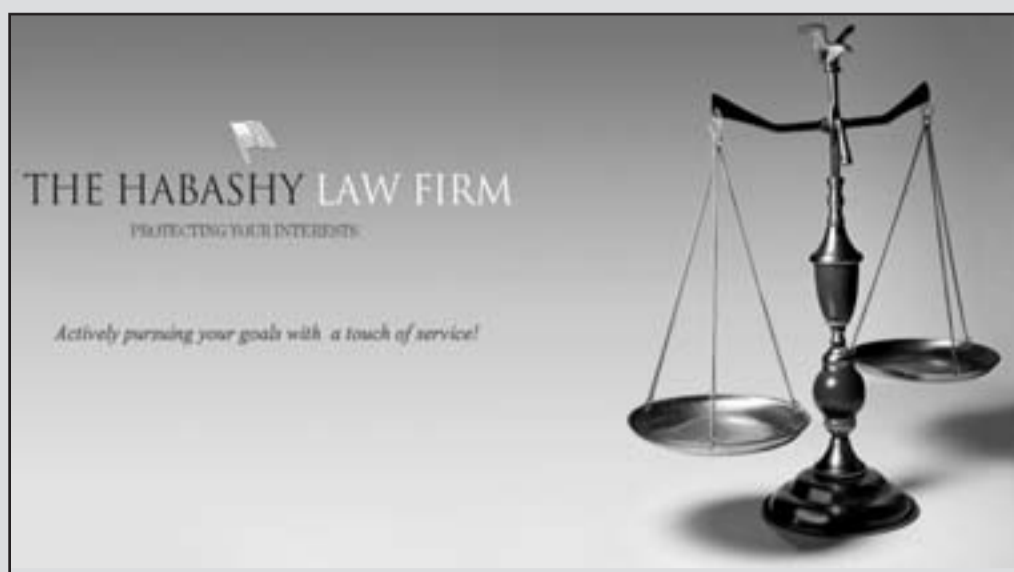 THE HABASHY LAW FIRM
PROTECTING YOUR INTERESTS
Actively pursuing your goals with a touch of service!